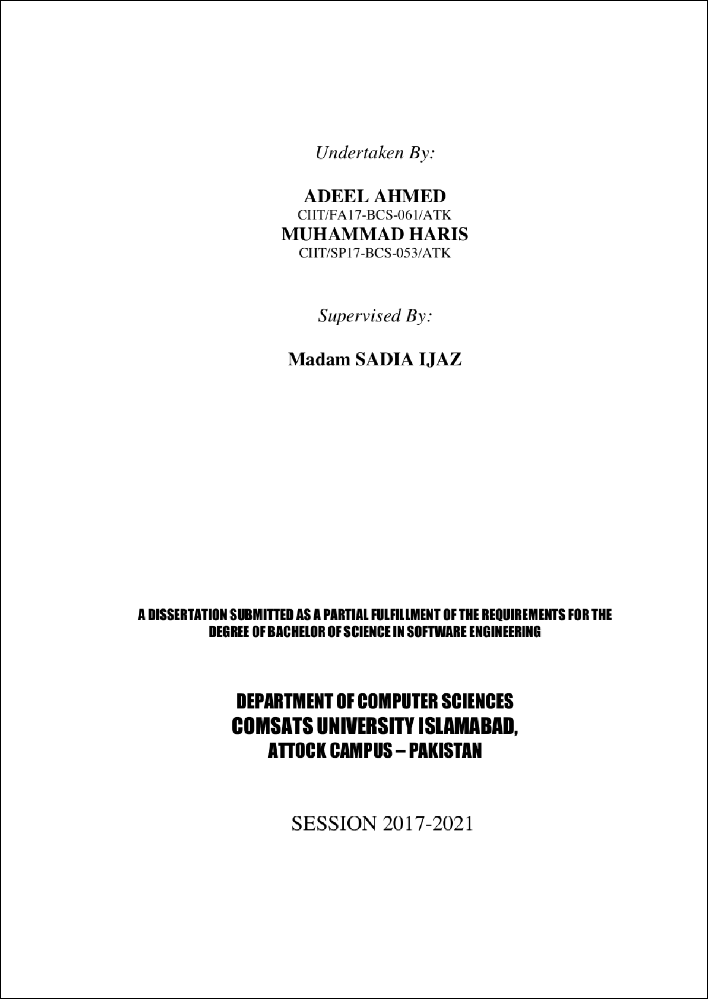 Undertaken By:
ADEEL AHMED
CIIT/FA17-BCS-061/ATK
MUHAMMAD HARIS
CIIT/SP17-BCS-053/ATK
Supervised By:
Madam SADIA IJAZ
A DISSERTATION SUBMITTED AS A PARTIAL FULFILLMENT OF THE REQUIREMENTS FOR THE
DEGREE OF BACHELOR OF SCIENCE IN SOFTWARE ENGINEERING
DEPARTMENT OF COMPUTER SCIENCES
COMSATS UNIVERSITY ISLAMABAD,
ATTOCK CAMPUS – PAKISTAN
SESSION 2017-2021